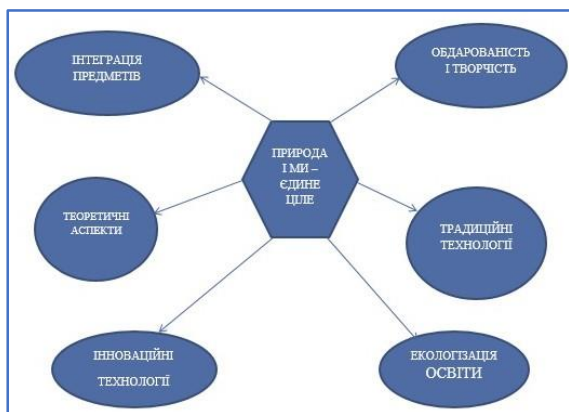 ІНТЕГРАЦІЯ
ПРЕДМЕТІВ
ОБДАРОВАНІСТЬ
І ТВОРЧІСТЬ
ПРИРОДА
І МИ –
ЄДИНЕ
ЦІЛЕ
ТЕОРЕТИЧНІ
АСПЕКТИ
ТРАДИЦІЙНІ
ТЕХНОЛОГІЇ
ІННОВАЦІЙНІ
ТЕХНОЛОГІЇ
ЕКОЛОГІЗАЦІЯ
ОСВІТИ